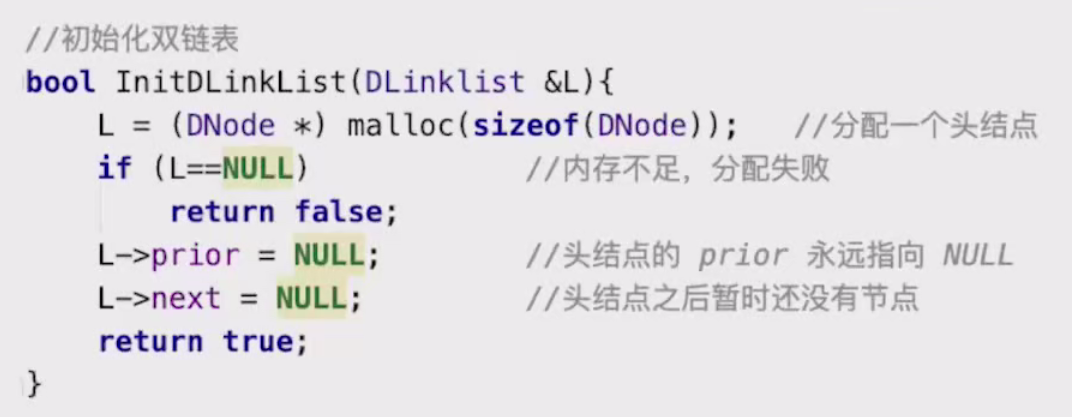 //初始化双链表
bool InitDLinkList(DLinklist &L){
    L = (DNode *) malloc(sizeof(DNode));   //分配一个头结点
    if (L==NULL)            //内存不足，分配失败
        return false;
    L->prior = NULL;        //头结点的 prior 永远指向 NULL
    L->next = NULL;         //头结点之后暂时还没有节点
    return true;
}